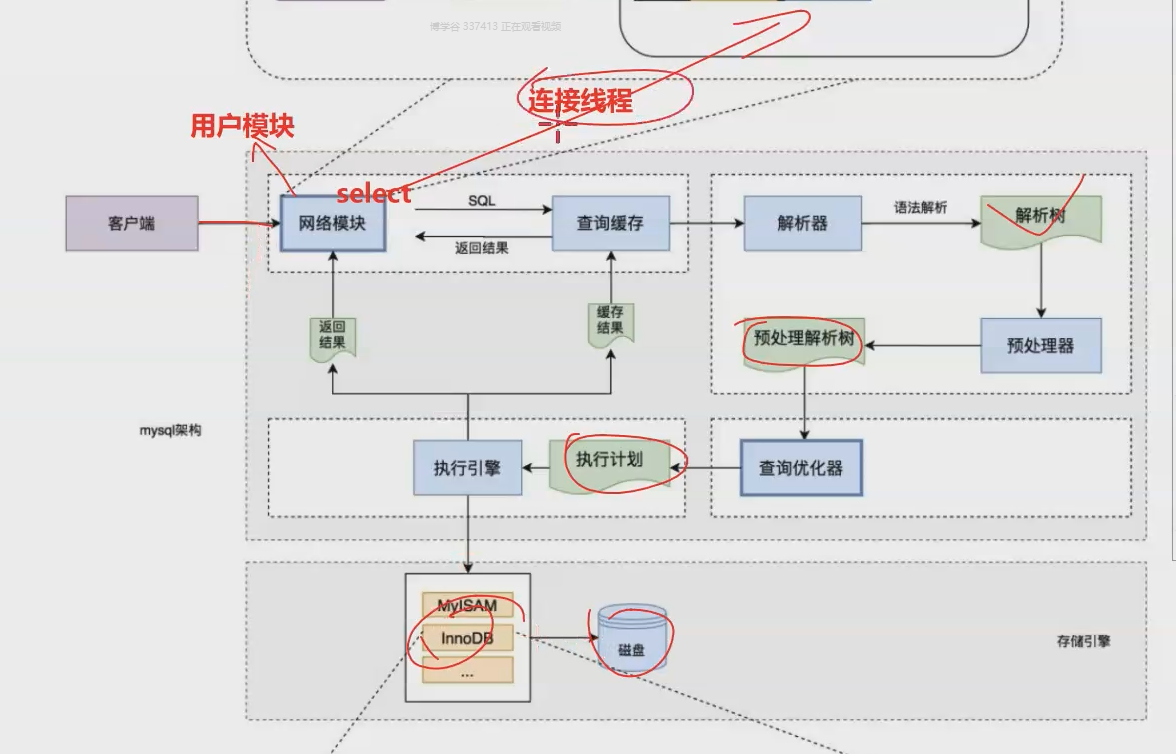 博学谷 337413 正在观看视频
连接线程
用户模块
select
客户端
网络模块
SQL
返回结果
查询缓存
解析器
语法解析
解析树
返回
结果
缓存
结果
预处理解析树
预处理器
mysql架构
执行引擎
执行计划
查询优化器
MyISAM
InnoDB
...
磁盘
存储引擎